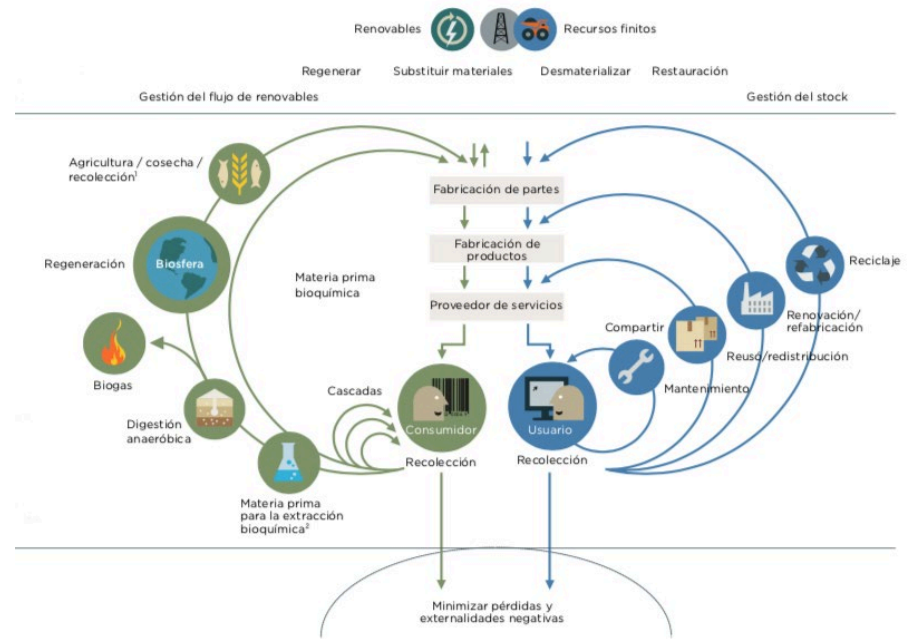 Renovables
Recursos finitos
Regenerar
Substituir materiales
Desmaterializar
Restauración
Gestión del flujo de renovables
Gestión del stock
Agricultura / cosecha /
recolección¹
Regeneración
Biosfera
Biogas
Digestión
anaeróbica
Materia prima
para la extracción
bioquímica²
Materia prima
bioquímica
Cascadas
Fabricación de partes
Fabricación de
productos
Proveedor de servicios
Consumidor
Recolección
Usuario
Recolección
Compartir
Mantenimiento
Reuso/redistribución
Renovación/
refabricación
Reciclaje
Minimizar pérdidas y
externalidades negativas